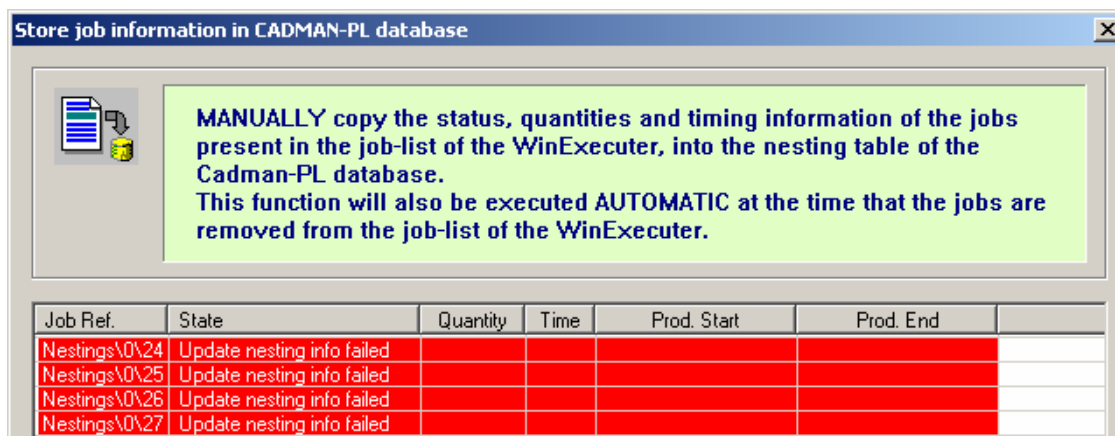 Store job information in CADMAN-PL database
MANUALLY copy the status, quantities and timing information of the jobs
present in the job-list of the WinExecuter, into the nesting table of the
Cadman-PL database.
This function will also be executed AUTOMATIC at the time that the jobs are
removed from the job-list of the WinExecuter.
Job Ref. State Quantity Time Prod. Start Prod. End
Nestings\0\24 Update nesting info failed
Nestings\0\25 Update nesting info failed
Nestings\0\26 Update nesting info failed
Nestings\0\27 Update nesting info failed